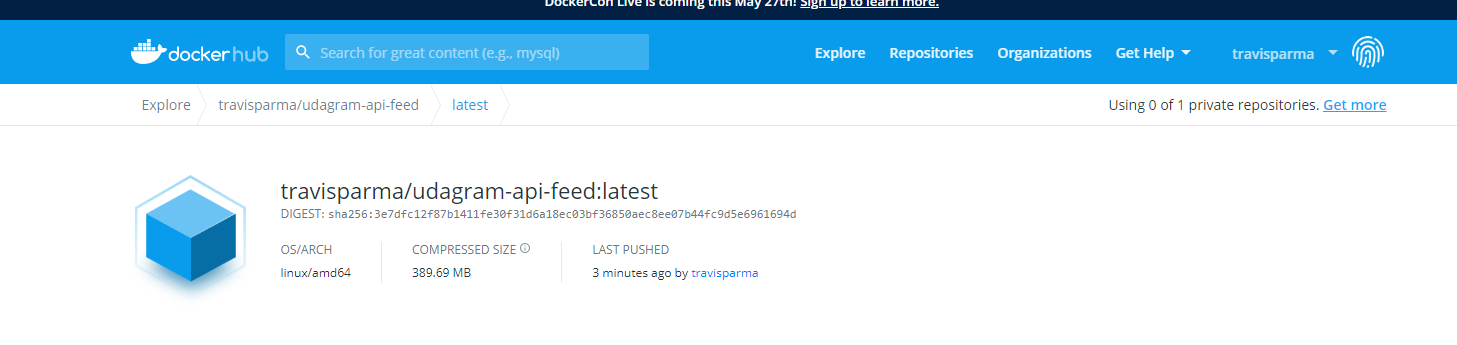 DockerCon Live is coming this May 27th! Sign up to learn more.
dockerhub Search for great content (e.g., mysql) Explore Repositories Organizations Get Help travisparma
Explore travisparma/udagram-api-feed latest Using 0 of 1 private repositories. Get more
travisparma/udagram-api-feed:latest
DIGEST: sha256:3e7dfc12f87b1411fe30f31d6a18ec03bf36850aec8ee07b44fc9d5e6961694d
OS/ARCH COMPRESSED SIZE LAST PUSHED
linux/amd64 389.69 MB 3 minutes ago by travisparma